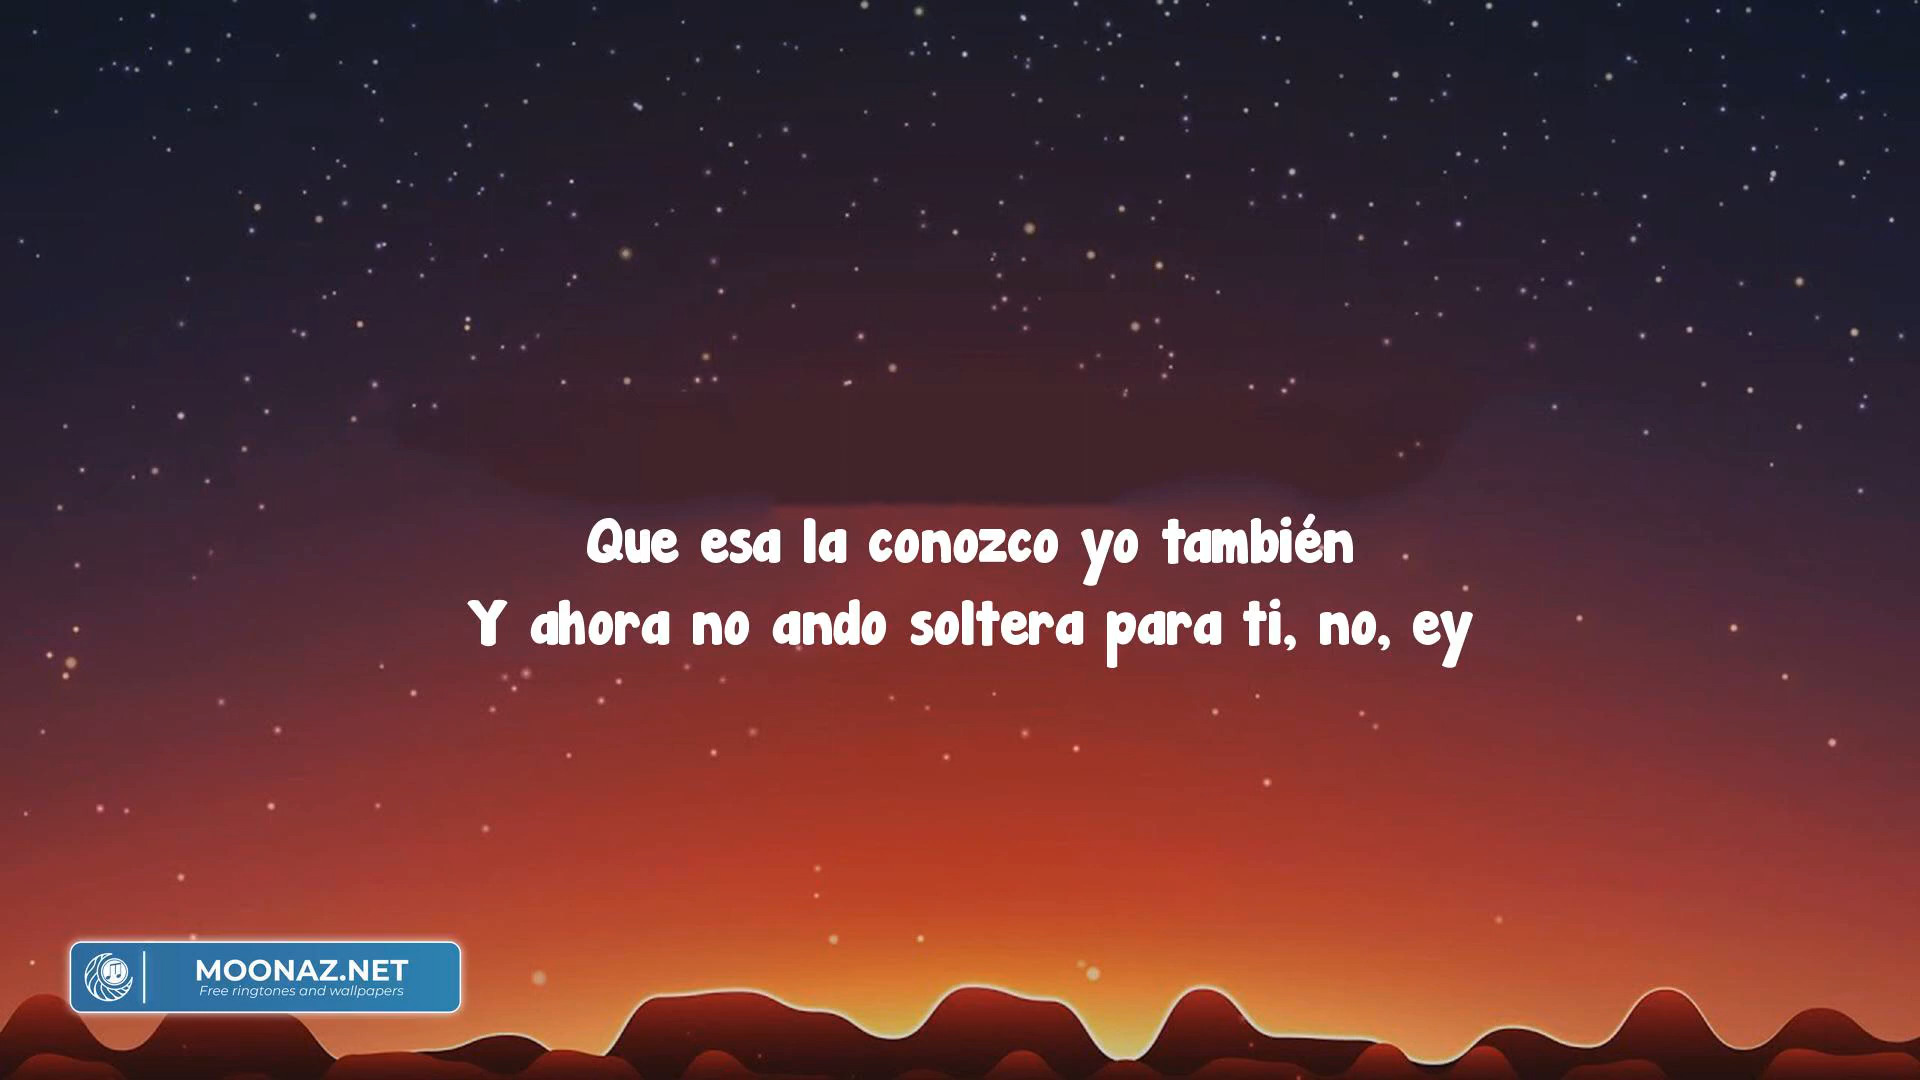 Que esa la conozco yo también
Y ahora no ando soltera para ti, no, ey
MOONAZ.NET
Free ringtones and wallpapers